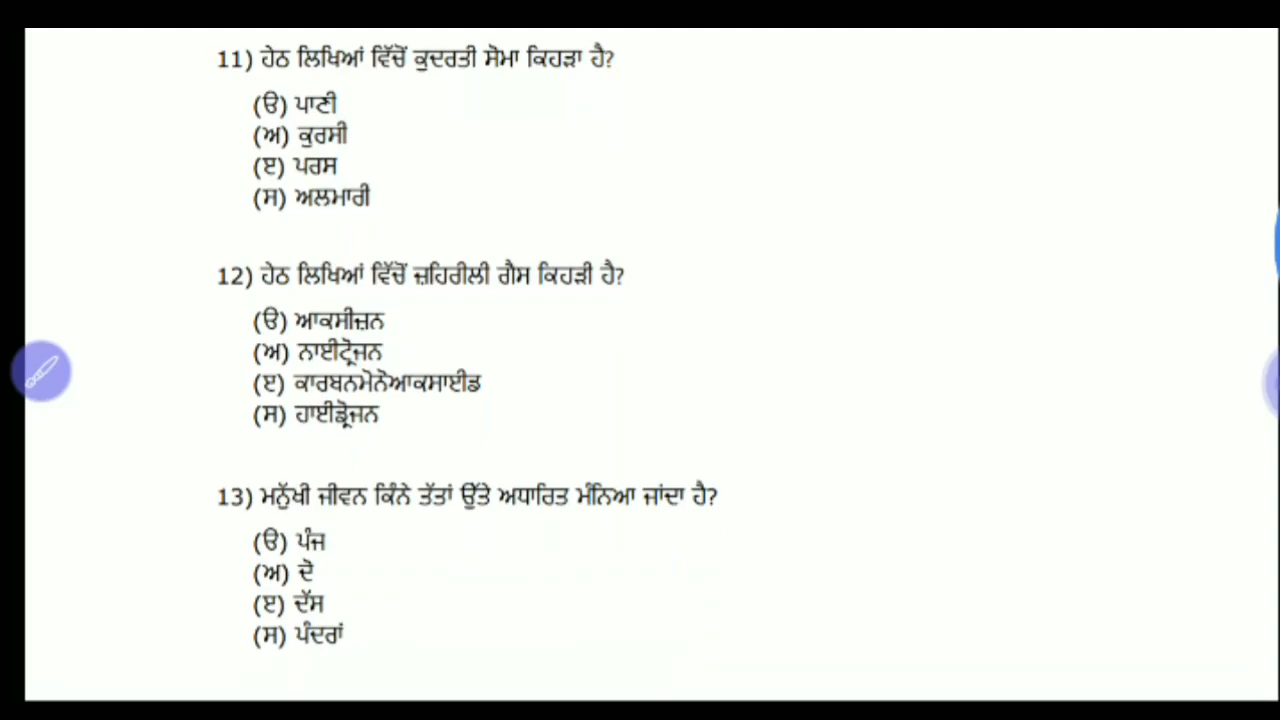 11) ਹੇਠ ਲਿਖਿਆਂ ਵਿੱਚੋਂ ਕੁਦਰਤੀ ਸੋਮਾ ਕਿਹੜਾ ਹੈ?
(ੳ) ਪਾਣੀ
(ਅ) ਕੁਰਸੀ
(ੲ) ਪਰਸ
(ਸ) ਅਲਮਾਰੀ
12) ਹੇਠ ਲਿਖਿਆਂ ਵਿੱਚੋਂ ਜ਼ਹਿਰੀਲੀ ਗੈਸ ਕਿਹੜੀ ਹੈ?
(ੳ) ਆਕਸੀਜ਼ਨ
(ਅ) ਨਾਈਟ੍ਰੋਜਨ
(ੲ) ਕਾਰਬਨਮੋਨੋਆਕਸਾਈਡ
(ਸ) ਹਾਈਡ੍ਰੋਜਨ
13) ਮਨੁੱਖੀ ਜੀਵਨ ਕਿੰਨੇ ਤੱਤਾਂ ਉੱਤੇ ਅਧਾਰਿਤ ਮੰਨਿਆ ਜਾਂਦਾ ਹੈ?
(ੳ) ਪੰਜ
(ਅ) ਦੋ
(ੲ) ਦੱਸ
(ਸ) ਪੰਦਰਾਂ